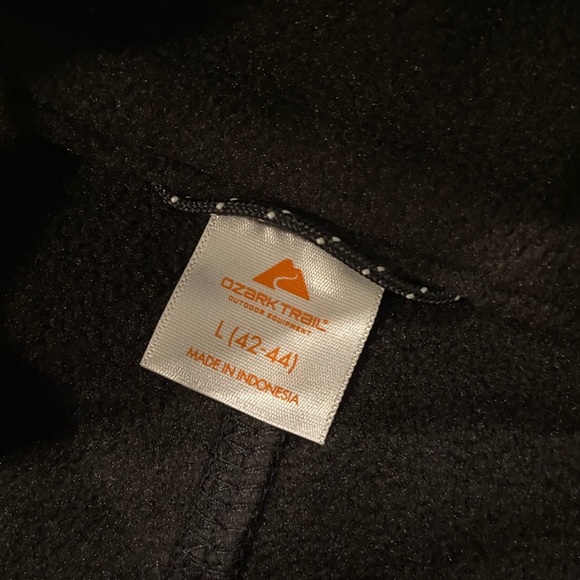 OZARK TRAIL®
OUTDOOR EQUIPMENT
L (42-44)
MADE IN INDONESIA